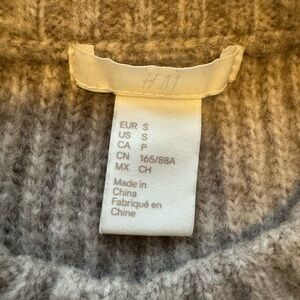 H&M
EUR S
US S
CA P
CN 165/88A
MX CH
Made in
China
Fabriqué en
Chine